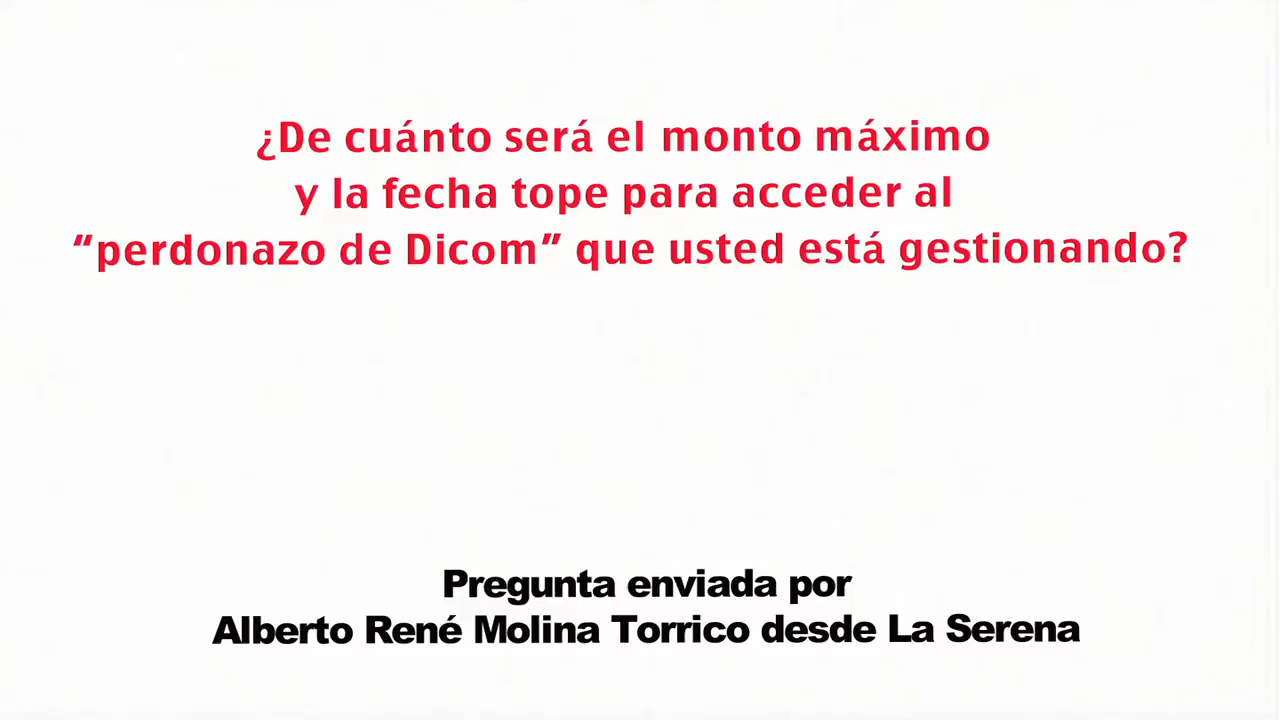 ¿De cuánto será el monto máximo
y la fecha tope para acceder al
“perdonazo de Dicom” que usted está gestionando?
Pregunta enviada por
Alberto René Molina Torrico desde La Serena